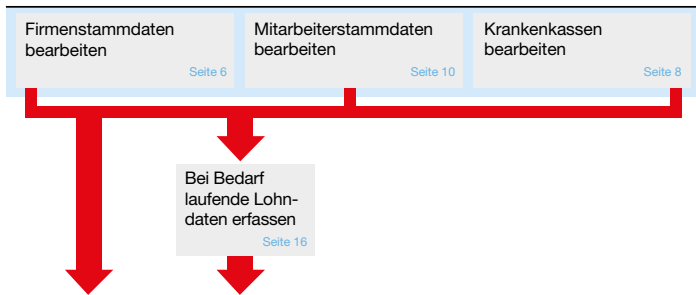 Firmenstammdaten
bearbeiten
Seite 6
Mitarbeiterstammdaten
bearbeiten
Seite 10
Krankenkassen
bearbeiten
Seite 8
Bei Bedarf
laufende Lohn-
daten erfassen
Seite 16